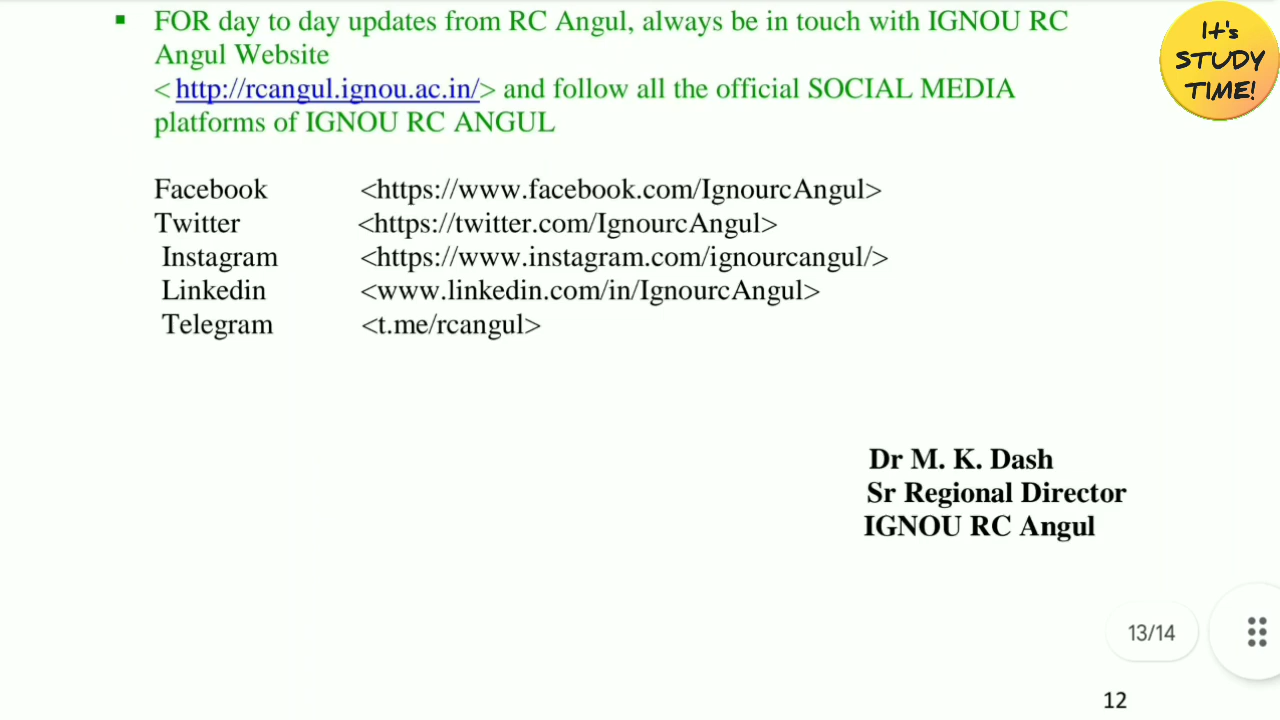 ▪ FOR day to day updates from RC Angul, always be in touch with IGNOU RC
Angul Website
<http://rcangul.ignou.ac.in/> and follow all the official SOCIAL MEDIA
platforms of IGNOU RC ANGUL
Facebook <https://www.facebook.com/IgnourcAngul>
Twitter <https://twitter.com/IgnourcAngul>
Instagram <https://www.instagram.com/ignourcangul/>
Linkedin <www.linkedin.com/in/IgnourcAngul>
Telegram <t.me/rcangul>
Dr M. K. Dash
Sr Regional Director
IGNOU RC Angul
13/14
12
It's
STUDY
TIME!